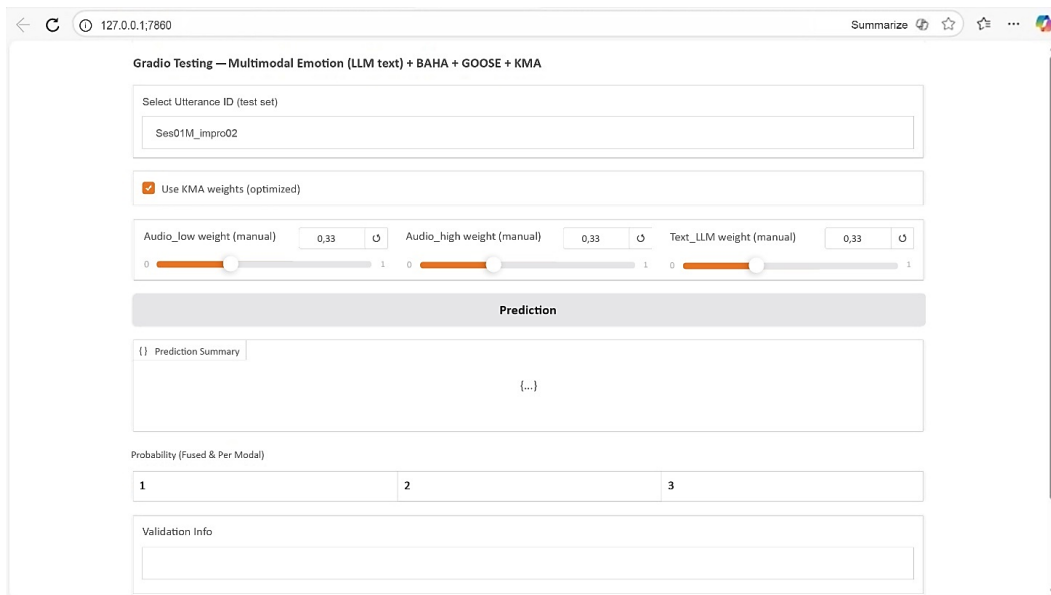 127.0.0.1;7860 Summarize
Gradio Testing — Multimodal Emotion (LLM text) + BAHA + GOOSE + KMA
Select Utterance ID (test set)
Ses01M_impro02
Use KMA weights (optimized)
Audio_low weight (manual) 0,33 Audio_high weight (manual) 0,33 Text_LLM weight (manual) 0,33
0 1 0 1 0 1
Prediction
{ } Prediction Summary
{...}
Probability (Fused & Per Modal)
1 2 3
Validation Info